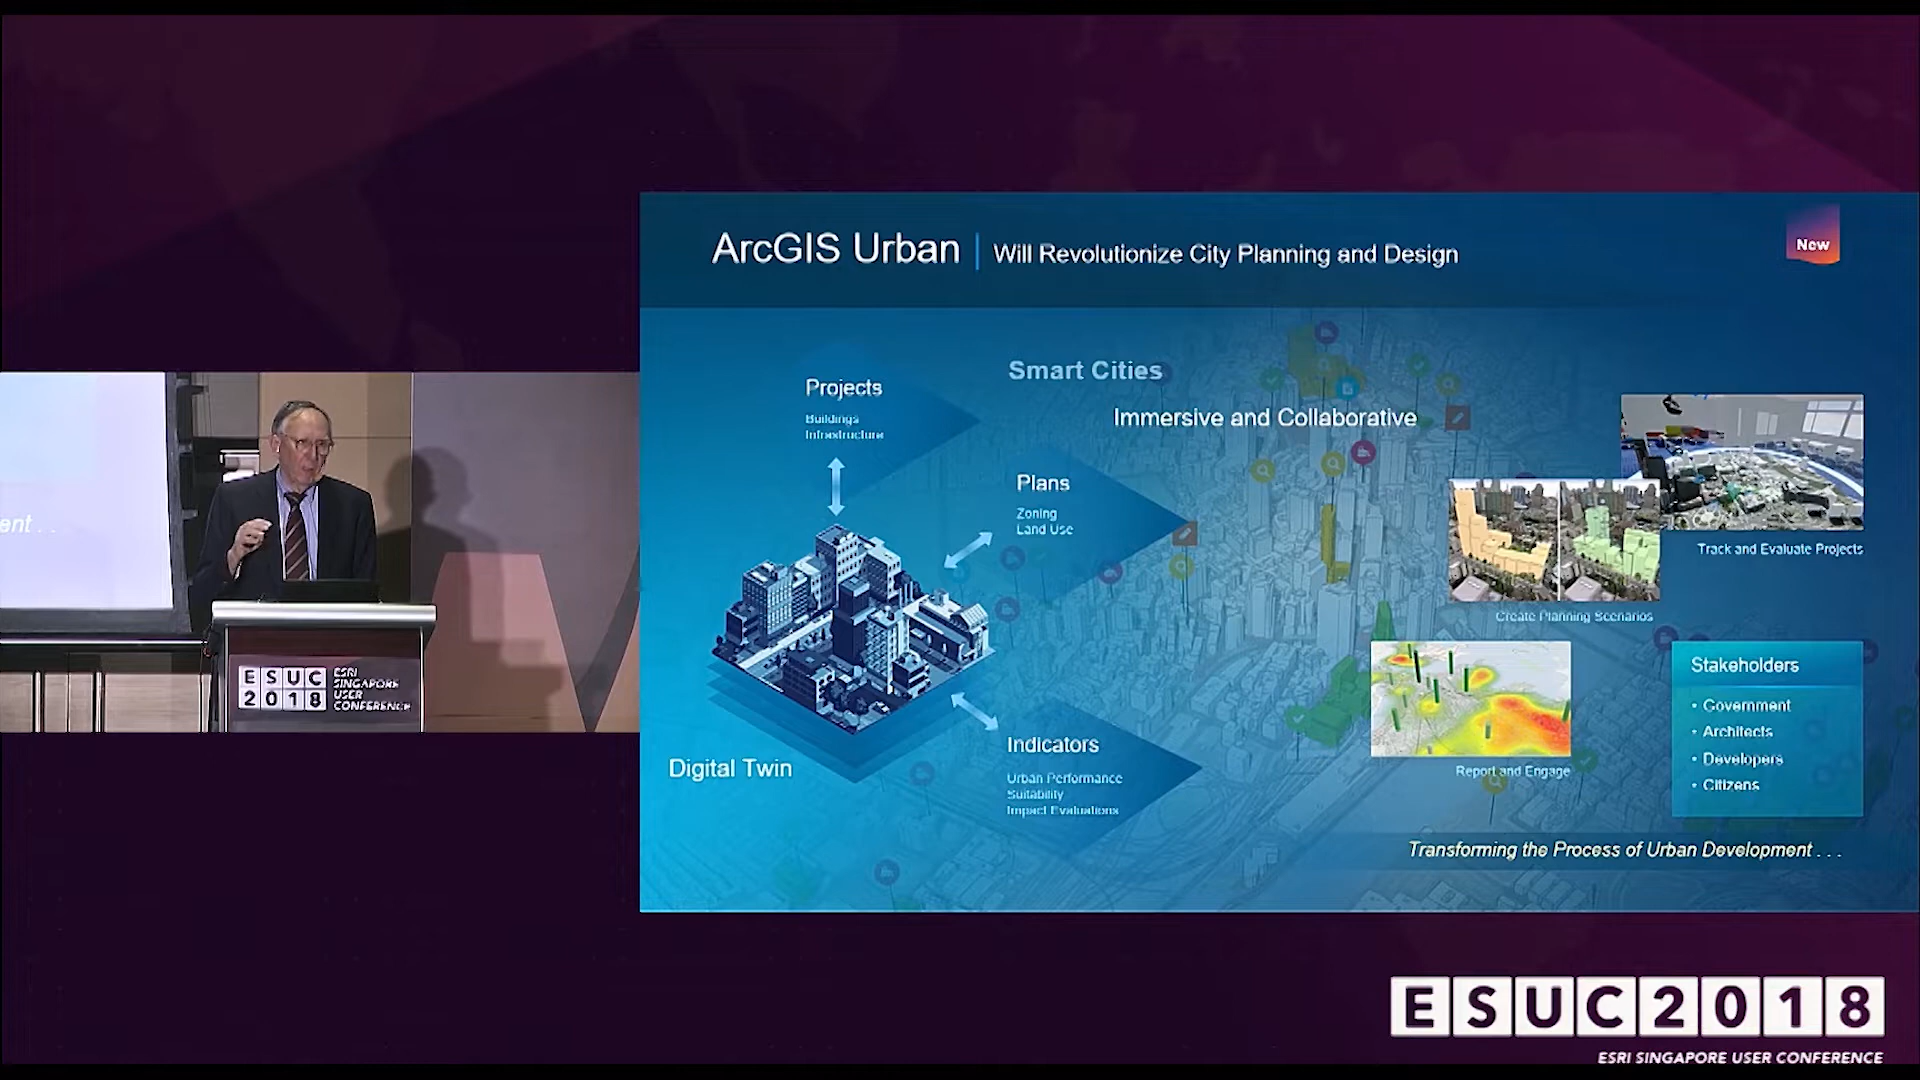 ArcGIS Urban | Will Revolutionize City Planning and Design
New
Smart Cities
Projects
Buildings
Infrastructure
Immersive and Collaborative
Plans
Zoning
Land Use
Track and Evaluate Projects
Create Planning Scenarios
Stakeholders
• Government
• Architects
• Developers
• Citizens
Indicators
Urban Performance
Suitability
Impact Evaluations
Digital Twin
Report and Engage
Transforming the Process of Urban Development . . .
ent . .
ESUC
2018
ESRI
SINGAPORE
USER
CONFERENCE
ESUC2018
ESRI SINGAPORE USER CONFERENCE